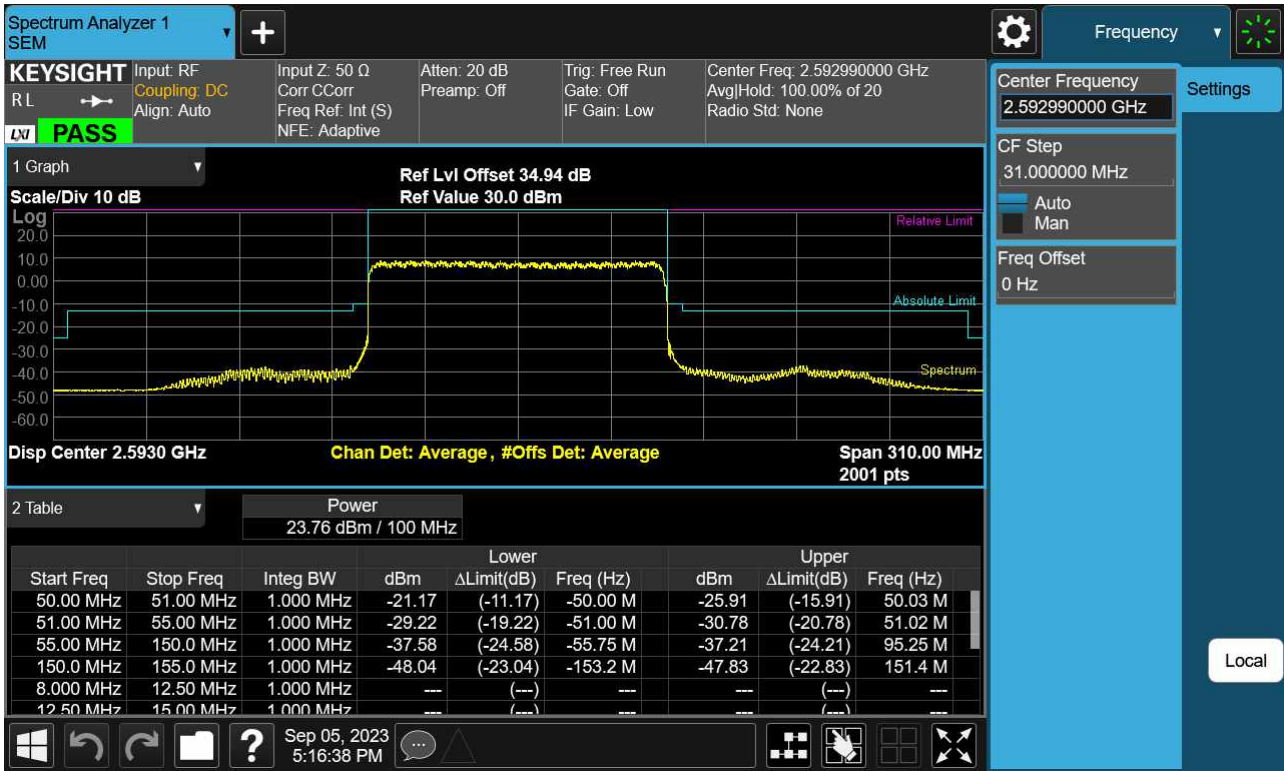 Spectrum Analyzer 1
SEM
+
Frequency
KEYSIGHT
R L
LXI
PASS
Input: RF
Coupling: DC
Align: Auto
Input Z: 50 Ω
Corr CCorr
Freq Ref: Int (S)
NFE: Adaptive
Atten: 20 dB
Preamp: Off
Trig: Free Run
Gate: Off
IF Gain: Low
Center Freq: 2.592990000 GHz
Avg|Hold: 100.00% of 20
Radio Std: None
Center Frequency
2.592990000 GHz
Settings
CF Step
31.000000 MHz
Auto
Man
Freq Offset
0 Hz
Local
1 Graph
Scale/Div 10 dB
Ref Lvl Offset 34.94 dB
Ref Value 30.0 dBm
Log
20.0
10.0
0.00
-10.0
-20.0
-30.0
-40.0
-50.0
-60.0
Relative Limit
Absolute Limit
Spectrum
Disp Center 2.5930 GHz
Chan Det: Average , #Offs Det: Average
Span 310.00 MHz
2001 pts
2 Table
Power
23.76 dBm / 100 MHz
Lower Upper
Start Freq Stop Freq Integ BW dBm ΔLimit(dB) Freq (Hz) dBm ΔLimit(dB) Freq (Hz)
50.00 MHz 51.00 MHz 1.000 MHz -21.17 (-11.17) -50.00 M -25.91 (-15.91) 50.03 M
51.00 MHz 55.00 MHz 1.000 MHz -29.22 (-19.22) -51.00 M -30.78 (-20.78) 51.02 M
55.00 MHz 150.0 MHz 1.000 MHz -37.58 (-24.58) -55.75 M -37.21 (-24.21) 95.25 M
150.0 MHz 155.0 MHz 1.000 MHz -48.04 (-23.04) -153.2 M -47.83 (-22.83) 151.4 M
8.000 MHz 12.50 MHz 1.000 MHz --- (---) --- --- (---) ---
12.50 MHz 15.00 MHz 1.000 MHz --- (---) --- --- (---) ---
?
Sep 05, 2023
5:16:38 PM